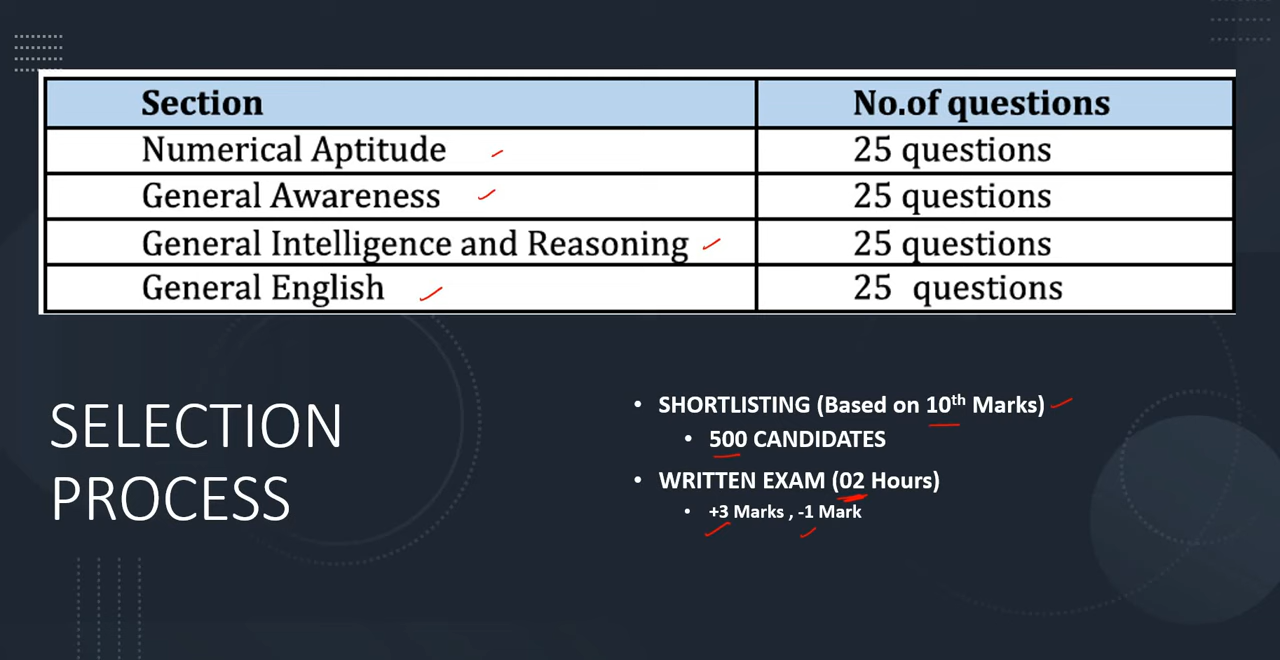 Section No.of questions
Numerical Aptitude 25 questions
General Awareness 25 questions
General Intelligence and Reasoning 25 questions
General English 25 questions
SELECTION
PROCESS
• SHORTLISTING (Based on 10th Marks)
• 500 CANDIDATES
• WRITTEN EXAM (02 Hours)
• +3 Marks , -1 Mark